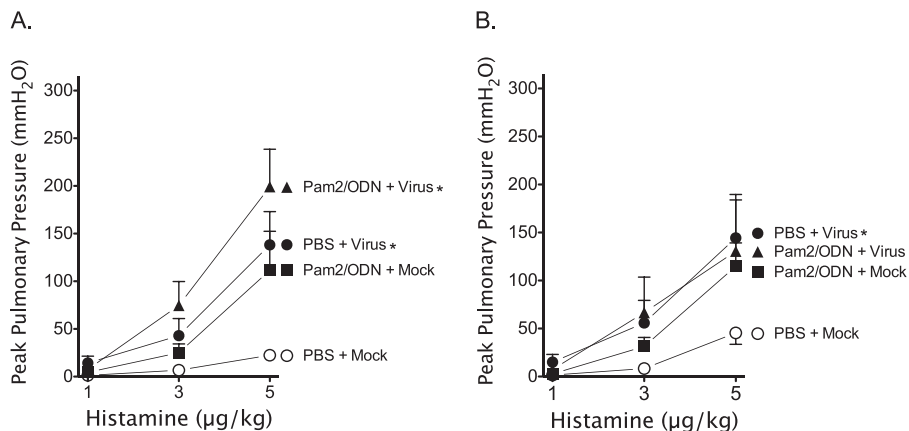 A.
Peak Pulmonary Pressure (mmH₂O)
300
250
200
150
100
50
0
Pam2/ODN + Virus *
PBS + Virus *
Pam2/ODN + Mock
PBS + Mock
1 3 5
Histamine (µg/kg)
B.
Peak Pulmonary Pressure (mmH₂O)
300
250
200
150
100
50
0
PBS + Virus *
Pam2/ODN + Virus
Pam2/ODN + Mock
PBS + Mock
1 3 5
Histamine (µg/kg)